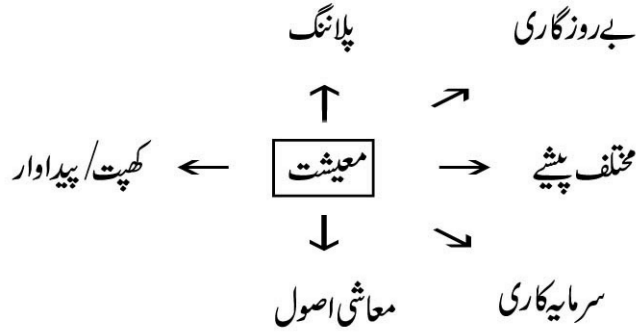 بے روزگاری
پلاننگ
مختلف پیشے
معیشت
کھپت/پیداوار
سرمایہ کاری
معاشی اصول